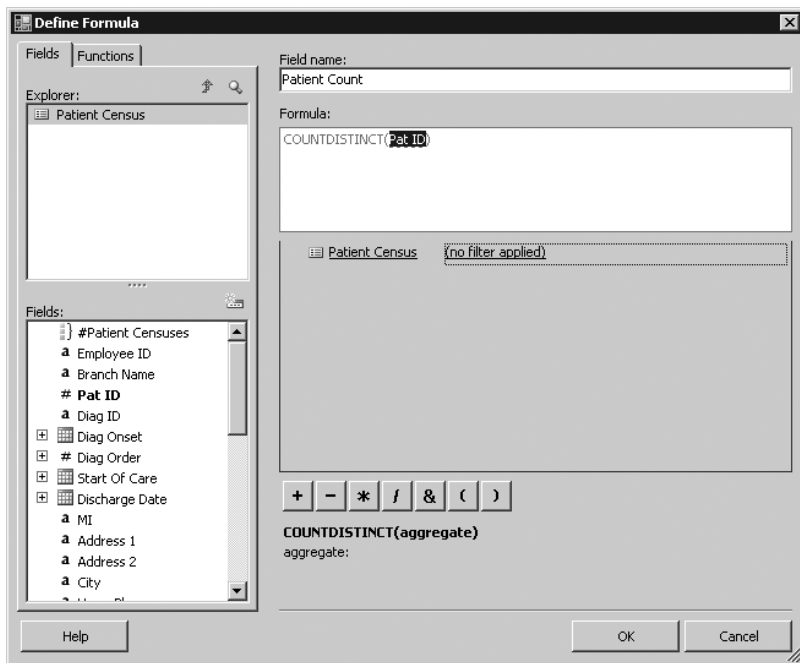 Define Formula
Fields
Functions
Explorer:
Patient Census
Fields:
#Patient Censuses
a Employee ID
a Branch Name
# Pat ID
a Diag ID
Diag Onset
# Diag Order
Start Of Care
Discharge Date
a MI
a Address 1
a Address 2
a City
Field name:
Patient Count
Formula:
COUNTDISTINCT(Pat ID)
Patient Census (no filter applied)
+ - * / & ( )
COUNTDISTINCT(aggregate)
aggregate:
Help
OK
Cancel